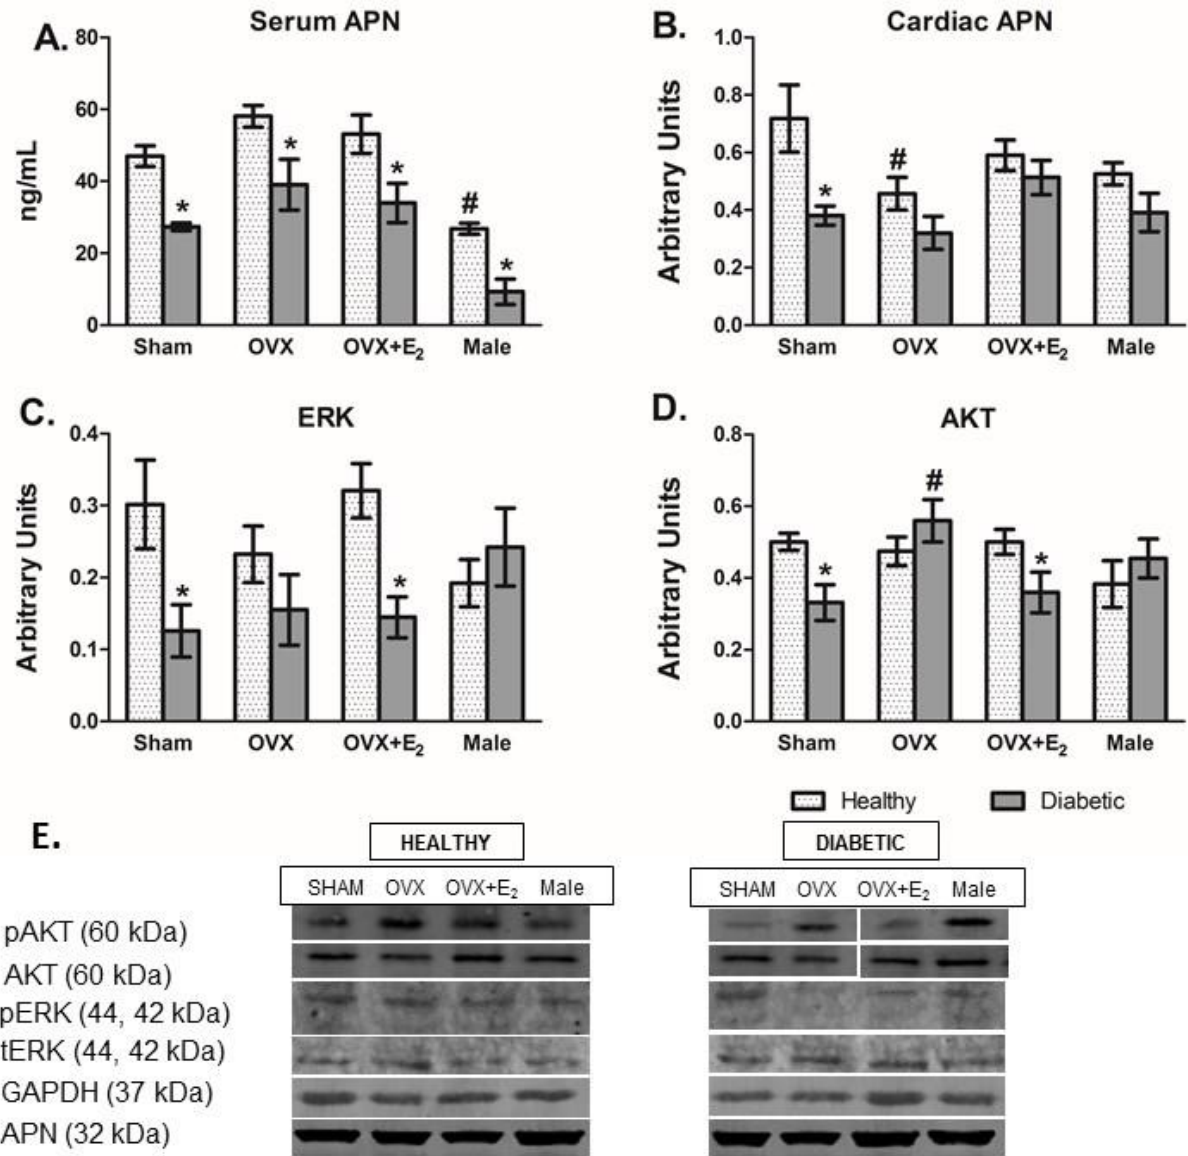 A.
Serum APN
ng/mL
80
60
40
20
0
*
*
*
#
*
Sham OVX OVX+E₂ Male
B.
Cardiac APN
Arbitrary Units
1.0
0.8
0.6
0.4
0.2
0.0
*
#
Sham OVX OVX+E₂ Male
C.
ERK
Arbitrary Units
0.4
0.3
0.2
0.1
0.0
*
*
Sham OVX OVX+E₂ Male
D.
AKT
Arbitrary Units
0.8
0.6
0.4
0.2
0.0
*
#
*
Sham OVX OVX+E₂ Male
Healthy Diabetic
E.
HEALTHY
DIABETIC
SHAM OVX OVX+E₂ Male
SHAM OVX OVX+E₂ Male
pAKT (60 kDa)
AKT (60 kDa)
pERK (44, 42 kDa)
tERK (44, 42 kDa)
GAPDH (37 kDa)
APN (32 kDa)